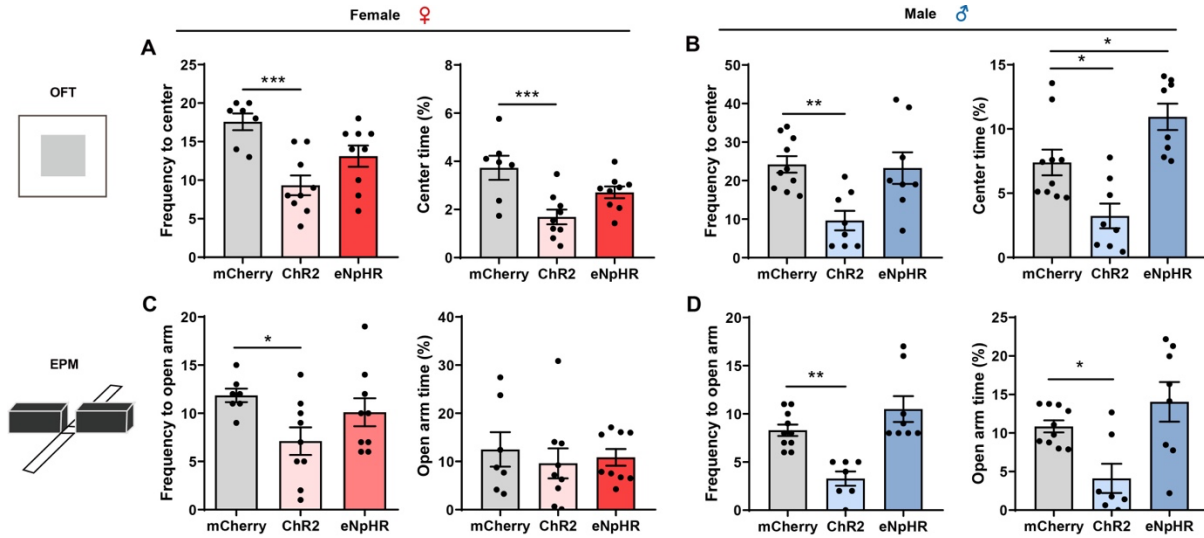 Female ♀
Male ♂
OFT
A
Frequency to center
25
20
15
10
5
0
***
mCherry ChR2 eNpHR
Center time (%)
8
6
4
2
0
***
mCherry ChR2 eNpHR
B
Frequency to center
50
40
30
20
10
0
**
mCherry ChR2 eNpHR
Center time (%)
15
10
5
0
*
*
mCherry ChR2 eNpHR
EPM
C
Frequency to open arm
20
15
10
5
0
*
mCherry ChR2 eNpHR
Open arm time (%)
40
30
20
10
0
mCherry ChR2 eNpHR
D
Frequency to open arm
20
15
10
5
0
**
mCherry ChR2 eNpHR
Open arm time (%)
25
20
15
10
5
0
*
mCherry ChR2 eNpHR